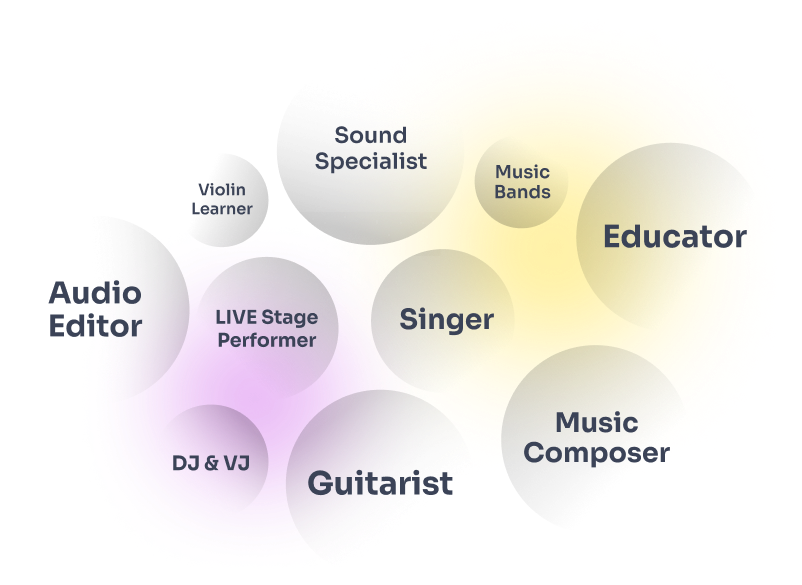 Sound
Specialist
Music
Bands
Violin
Learner
Educator
Audio
Editor
LIVE Stage
Performer
Singer
Music
Composer
DJ & VJ
Guitarist